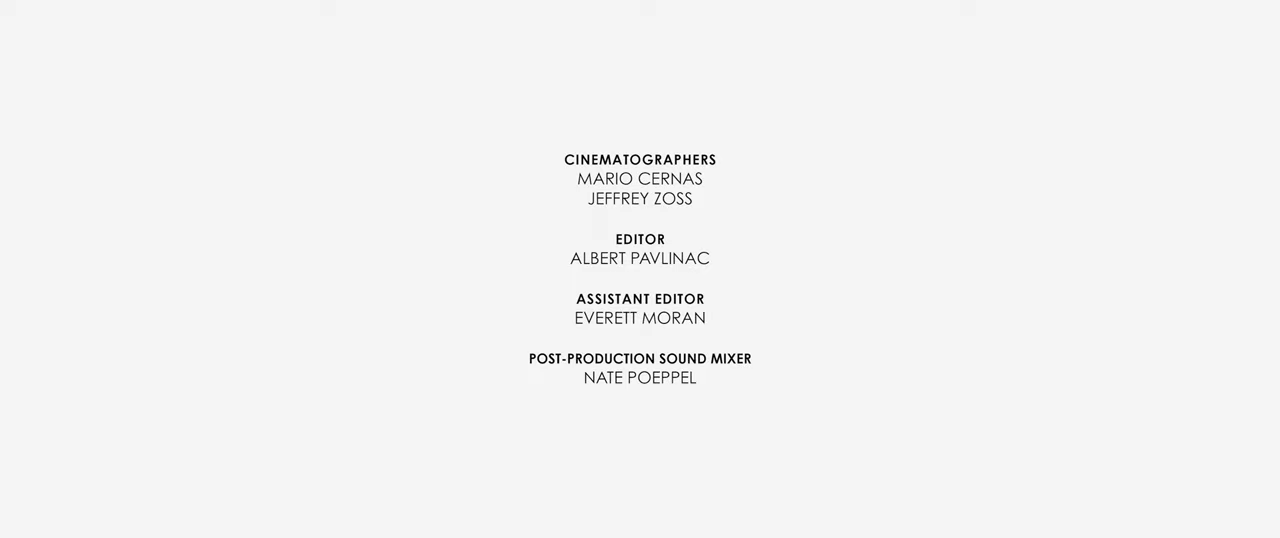 CINEMATOGRAPHERS
MARIO CERNAS
JEFFREY ZOSS
EDITOR
ALBERT PAVLINAC
ASSISTANT EDITOR
EVERETT MORAN
POST-PRODUCTION SOUND MIXER
NATE POEPPEL